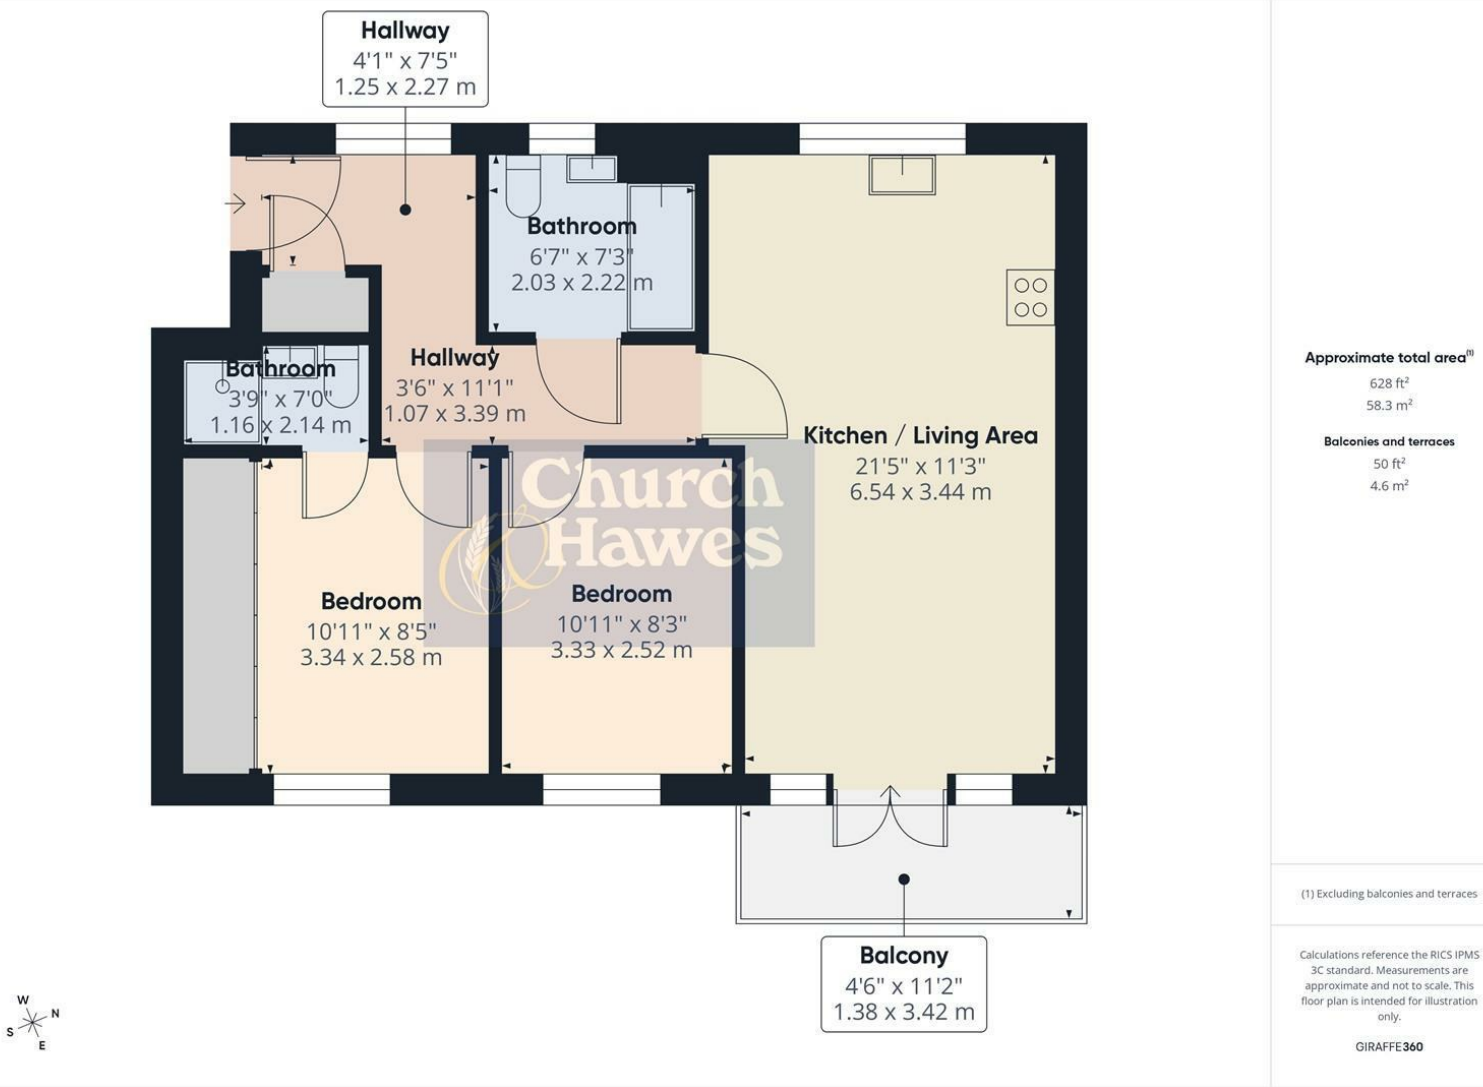 Hallway
4'1" x 7'5"
1.25 x 2.27 m
Bathroom
6'7" x 7'3"
2.03 x 2.22 m
Bathroom
3'9" x 7'0"
1.16 x 2.14 m
Hallway
3'6" x 11'1"
1.07 x 3.39 m
Kitchen / Living Area
21'5" x 11'3"
6.54 x 3.44 m
Church
& Hawes
Bedroom
10'11" x 8'5"
3.34 x 2.58 m
Bedroom
10'11" x 8'3"
3.33 x 2.52 m
Balcony
4'6" x 11'2"
1.38 x 3.42 m
W
N
S
E
Approximate total area⁽¹⁾
628 ft²
58.3 m²
Balconies and terraces
50 ft²
4.6 m²
(1) Excluding balconies and terraces
Calculations reference the RICS IPMS
3C standard. Measurements are
approximate and not to scale. This
floor plan is intended for illustration
only.
GIRAFFE360